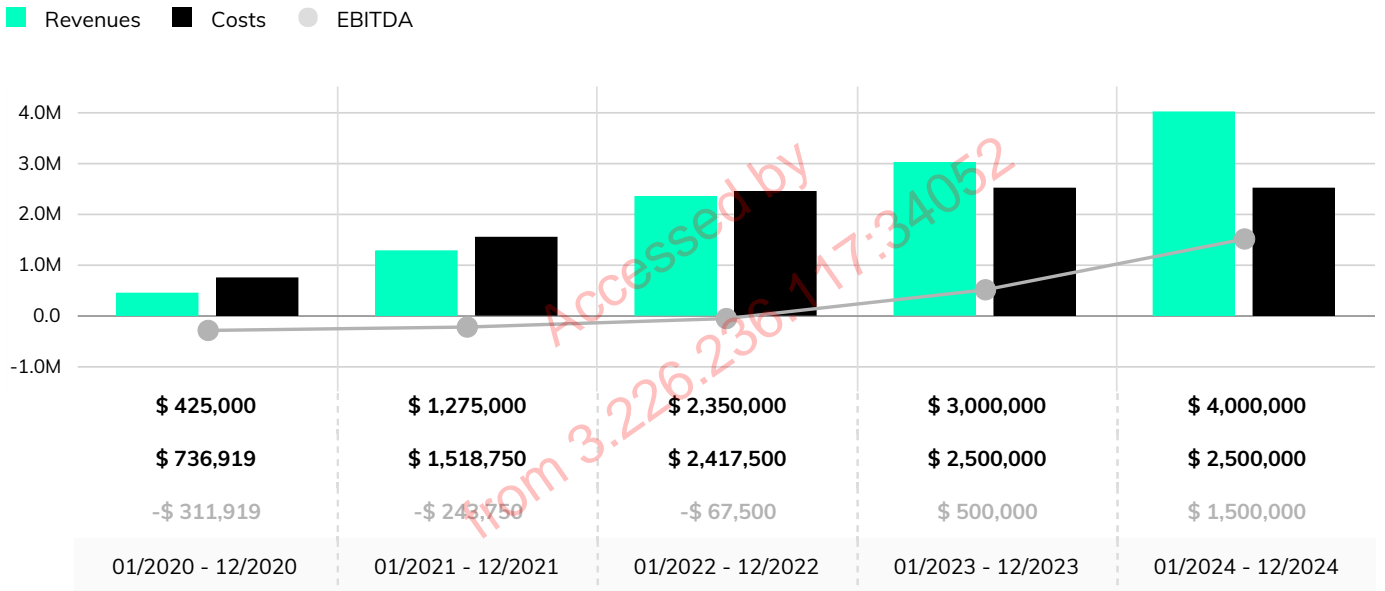 Revenues Costs EBITDA
4.0M
3.0M
2.0M
1.0M
0.0
-1.0M
Accessed by
from 3.226.236.117:34052
$ 425,000 $ 1,275,000 $ 2,350,000 $ 3,000,000 $ 4,000,000
$ 736,919 $ 1,518,750 $ 2,417,500 $ 2,500,000 $ 2,500,000
-$ 311,919 -$ 243,750 -$ 67,500 $ 500,000 $ 1,500,000
01/2020 - 12/2020 01/2021 - 12/2021 01/2022 - 12/2022 01/2023 - 12/2023 01/2024 - 12/2024